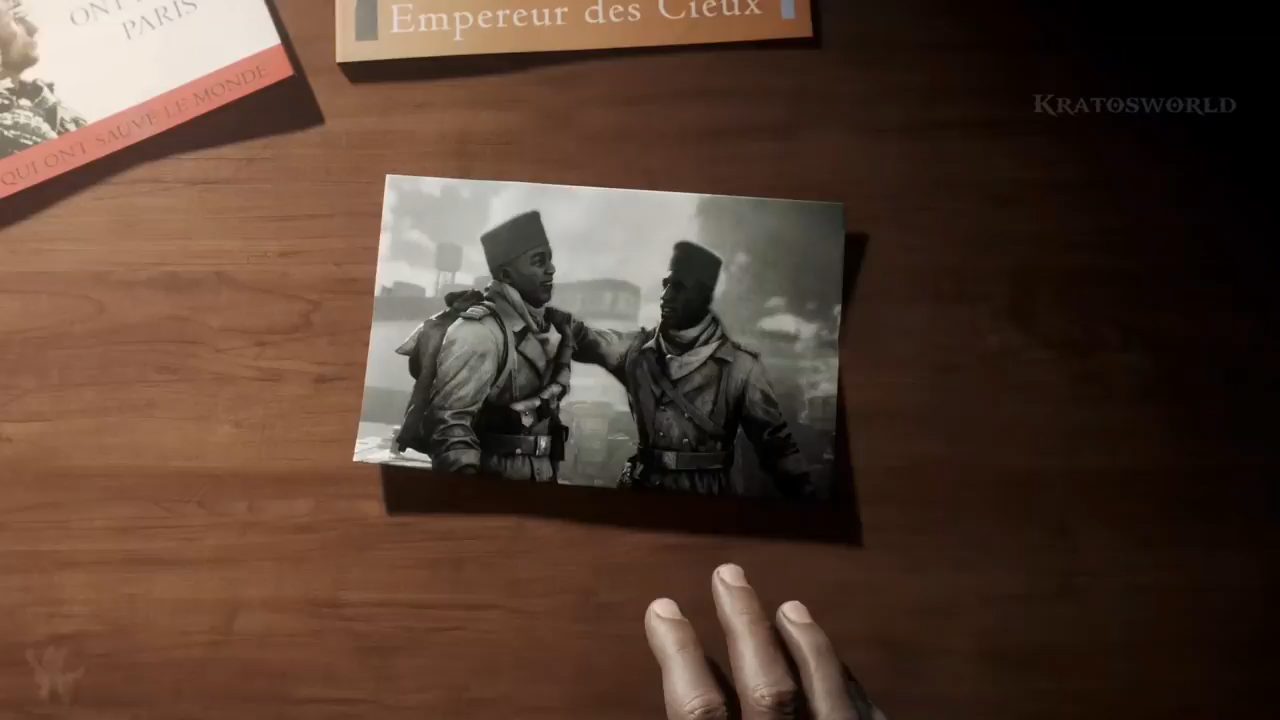 ONT
PARIS
QUI ONT SAUVÉ LE MONDE
Empereur des Cieux
KRATOSWORLD